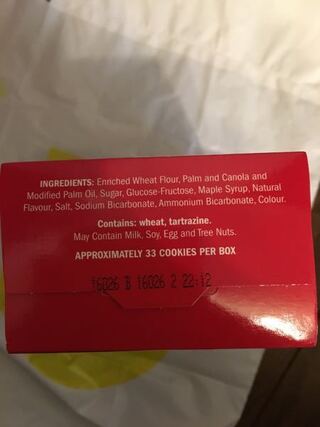 INGREDIENTS: Enriched Wheat Flour, Palm and Canola and
Modified Palm Oil, Sugar, Glucose-Fructose, Maple Syrup, Natural
Flavour, Salt, Sodium Bicarbonate, Ammonium Bicarbonate, Colour.
Contains: wheat, tartrazine.
May Contain Milk, Soy, Egg and Tree Nuts.
APPROXIMATELY 33 COOKIES PER BOX
16026 B 16026 2 22:12